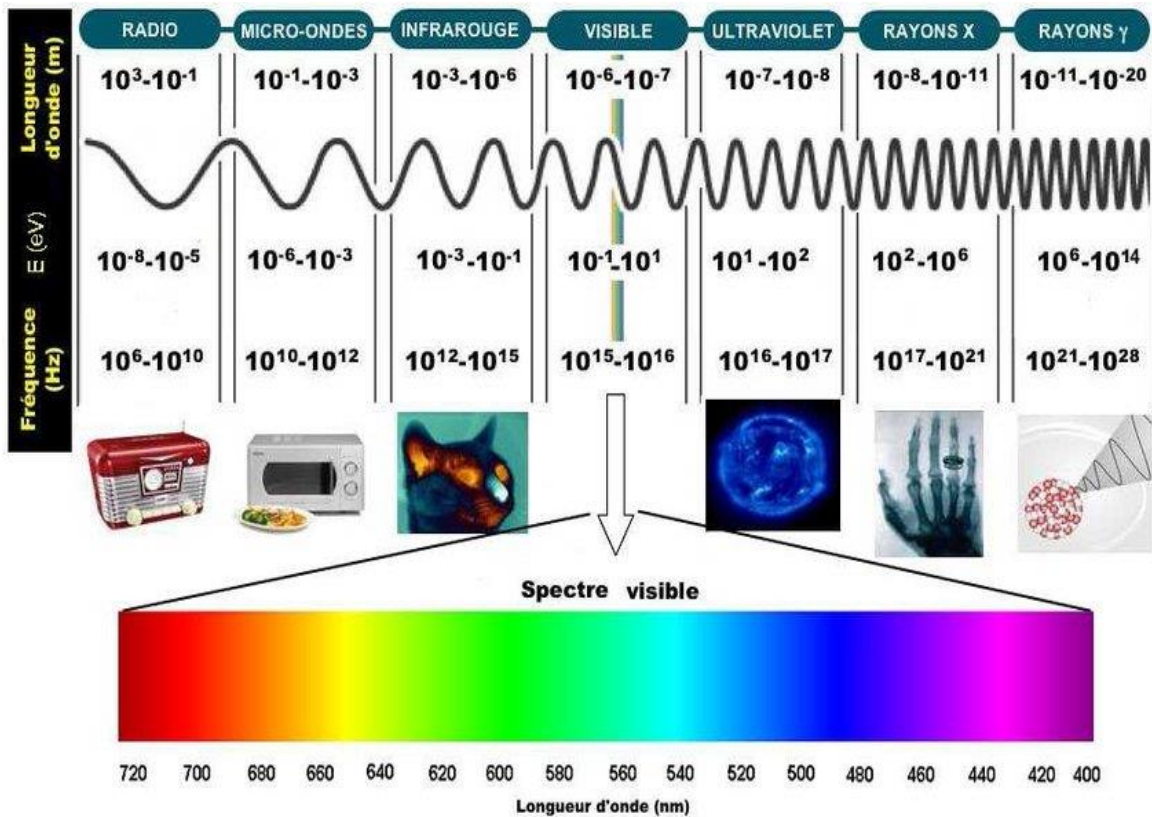 RADIO MICRO-ONDES INFRAROUGE VISIBLE ULTRAVIOLET RAYONS X RAYONS γ
Longueur d'onde (m)
10³-10⁻¹ 10⁻¹-10⁻³ 10⁻³-10⁻⁶ 10⁻⁶-10⁻⁷ 10⁻⁷-10⁻⁸ 10⁻⁸-10⁻¹¹ 10⁻¹¹-10⁻²⁰
E (eV)
10⁻⁸-10⁻⁵ 10⁻⁶-10⁻³ 10⁻³-10⁻¹ 10⁻¹-10¹ 10¹-10² 10²-10⁶ 10⁶-10¹⁴
Fréquence (Hz)
10⁶-10¹⁰ 10¹⁰-10¹² 10¹²-10¹⁵ 10¹⁵-10¹⁶ 10¹⁶-10¹⁷ 10¹⁷-10²¹ 10²¹-10²⁸
Spectre visible
720 700 680 660 640 620 600 580 560 540 520 500 480 460 440 420 400
Longueur d'onde (nm)